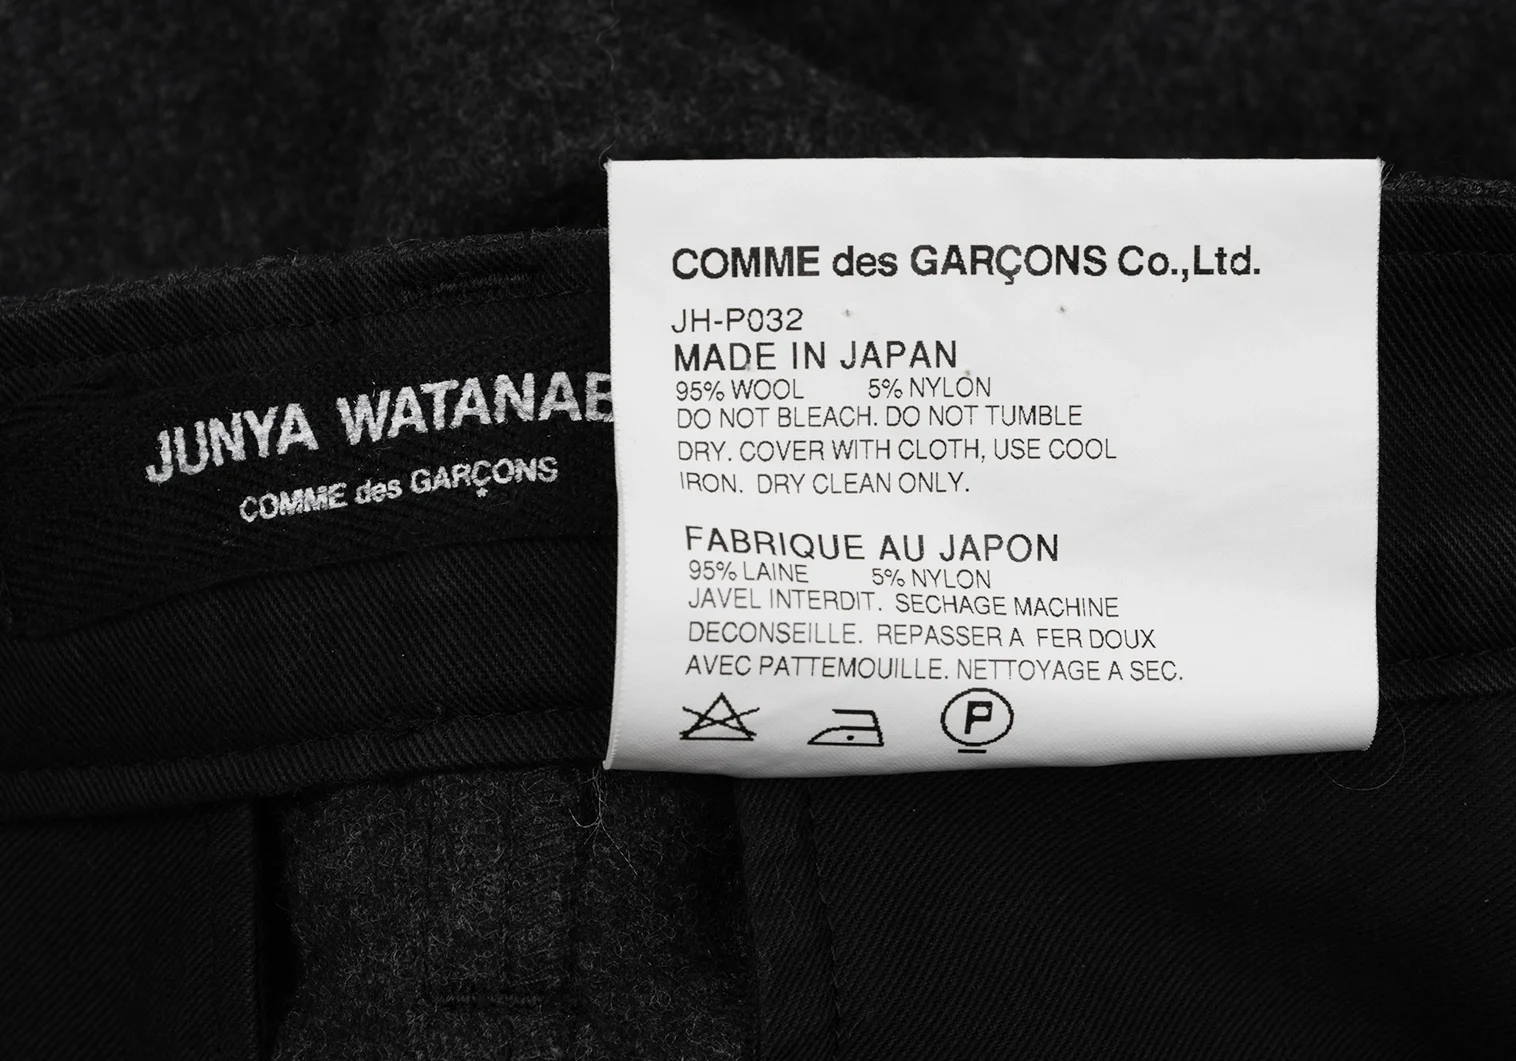 JUNYA WATANAB
COMME des GARÇONS
COMME des GARÇONS Co.,Ltd.
JH-P032
MADE IN JAPAN
95% WOOL 5% NYLON
DO NOT BLEACH. DO NOT TUMBLE
DRY. COVER WITH CLOTH, USE COOL
IRON. DRY CLEAN ONLY.
FABRIQUE AU JAPON
95% LAINE 5% NYLON
JAVEL INTERDIT. SECHAGE MACHINE
DECONSEILLE. REPASSER A FER DOUX
AVEC PATTEMOUILLE. NETTOYAGE A SEC.
P